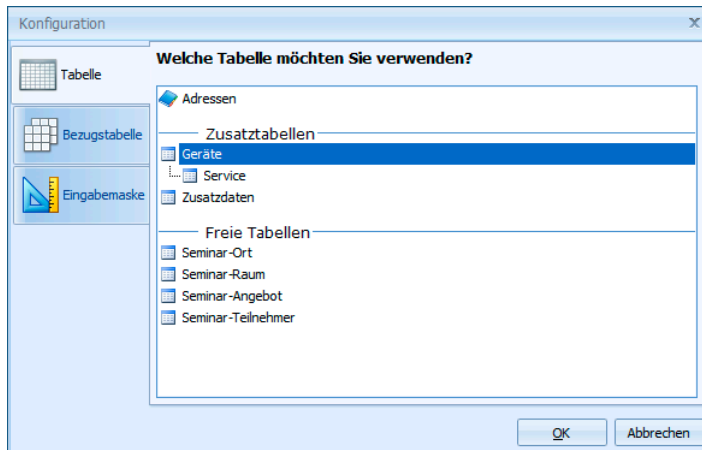 Konfiguration
Tabelle
Bezugstabelle
Eingabemaske
Welche Tabelle möchten Sie verwenden?
Adressen
Zusatztabellen
Geräte
Service
Zusatzdaten
Freie Tabellen
Seminar-Ort
Seminar-Raum
Seminar-Angebot
Seminar-Teilnehmer
OK
Abbrechen